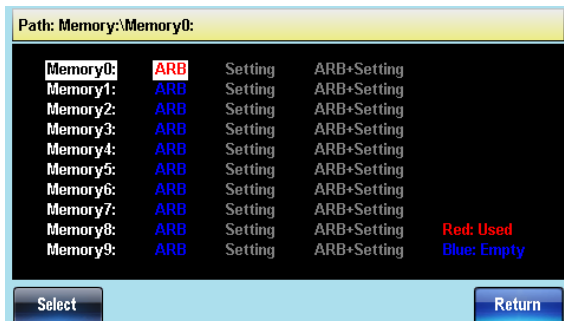 Path: Memory:\Memory0:
Memory0: ARB Setting ARB+Setting
Memory1: ARB Setting ARB+Setting
Memory2: ARB Setting ARB+Setting
Memory3: ARB Setting ARB+Setting
Memory4: ARB Setting ARB+Setting
Memory5: ARB Setting ARB+Setting
Memory6: ARB Setting ARB+Setting
Memory7: ARB Setting ARB+Setting
Memory8: ARB Setting ARB+Setting Red: Used
Memory9: ARB Setting ARB+Setting Blue: Empty
Select Return